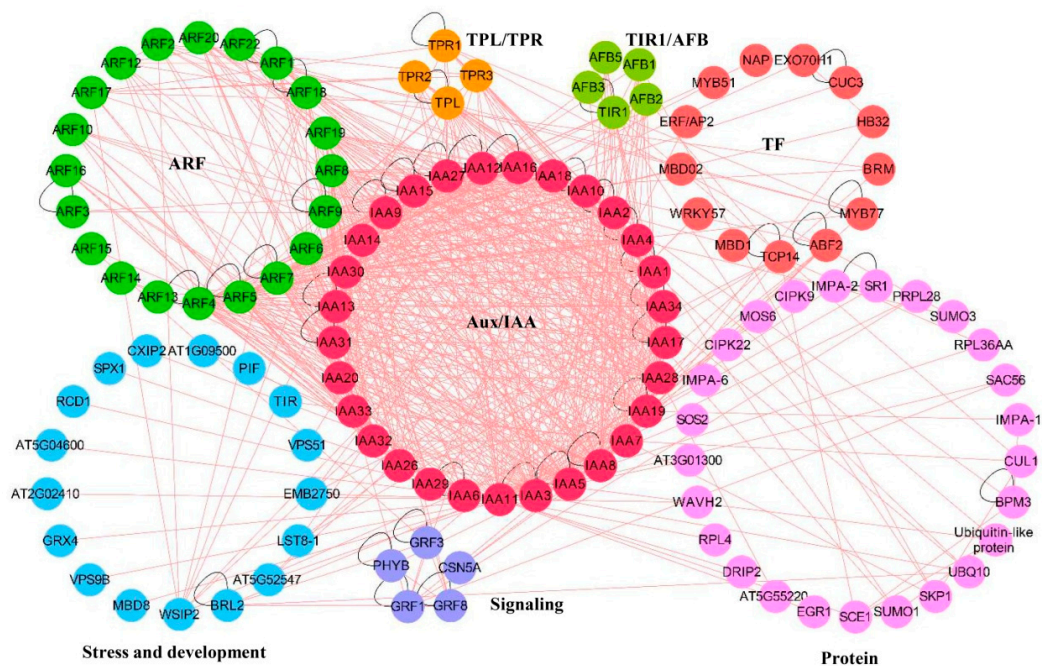 TPL/TPR
TPR1
TPR2
TPR3
TPL
TIR1/AFB
AFB5
AFB1
AFB3
AFB2
TIR1
ARF
ARF2
ARF20
ARF22
ARF1
ARF18
ARF19
ARF8
ARF9
ARF6
ARF7
ARF5
ARF4
ARF13
ARF14
ARF15
ARF3
ARF16
ARF10
ARF17
ARF12
TF
NAP
EXO70H1
CUC3
HB32
BRM
MYB77
ABF2
TCP14
MBD1
WRKY57
MBD02
ERF/AP2
MYB51
Aux/IAA
IAA12
IAA16
IAA18
IAA10
IAA2
IAA4
IAA1
IAA34
IAA17
IAA28
IAA19
IAA7
IAA8
IAA5
IAA3
IAA11
IAA6
IAA29
IAA26
IAA32
IAA33
IAA20
IAA31
IAA13
IAA30
IAA14
IAA9
IAA15
IAA27
CXIP2
AT1G09500
PIF
TIR
VPS51
EMB2750
LST8-1
AT5G52547
BRL2
WSIP2
MBD8
VPS9B
GRX4
AT2G02410
AT5G04600
RCD1
SPX1
Stress and development
GRF3
PHYB
CSN5A
GRF1
GRF8
Signaling
IMPA-2
SR1
PRPL28
SUMO3
RPL36AA
SAC56
IMPA-1
CUL1
BPM3
Ubiquitin-like
protein
UBQ10
SKP1
SUMO1
SCE1
EGR1
AT5G55220
DRIP2
RPL4
WAVH2
AT3G01300
SOS2
IMPA-6
CIPK22
MOS6
CIPK9
Protein